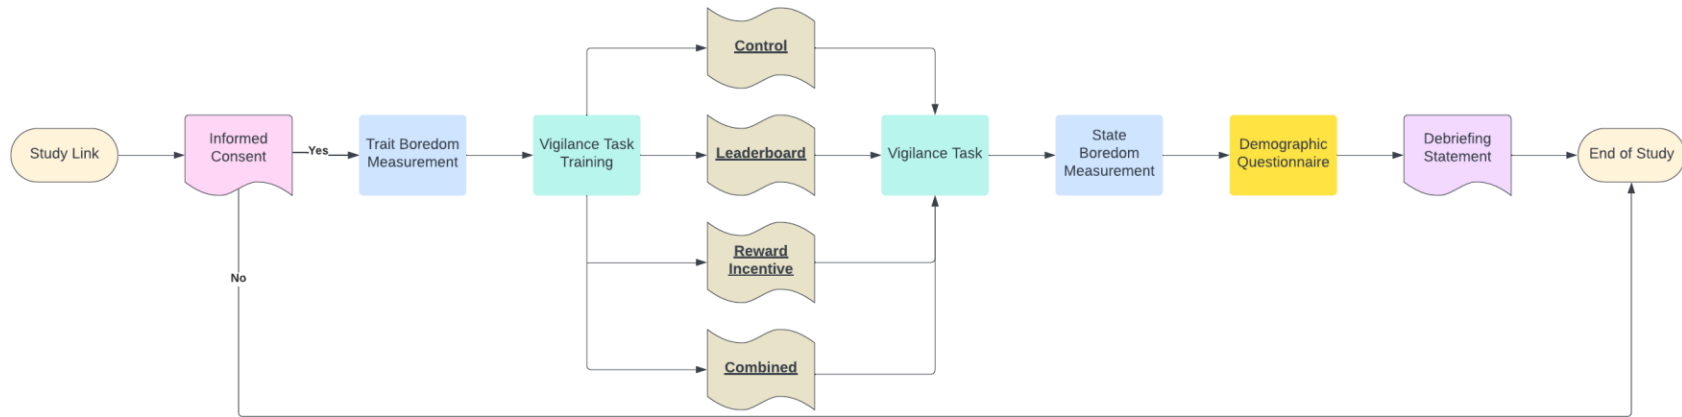 Study Link
Informed
Consent
Yes
No
Trait Boredom
Measurement
Vigilance Task
Training
Control
Leaderboard
Reward
Incentive
Combined
Vigilance Task
State
Boredom
Measurement
Demographic
Questionnaire
Debriefing
Statement
End of Study